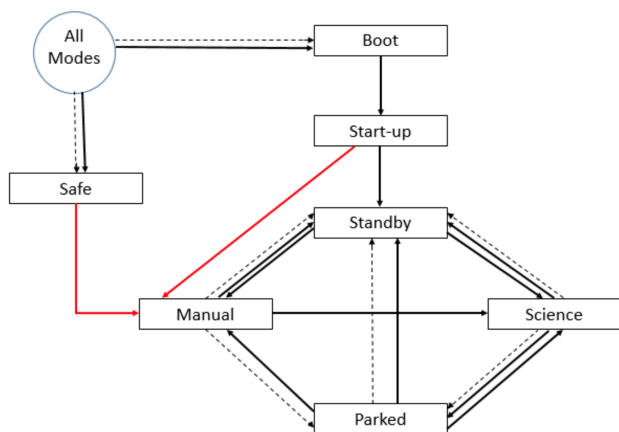 All
Modes
Boot
Start-up
Safe
Standby
Manual
Science
Parked